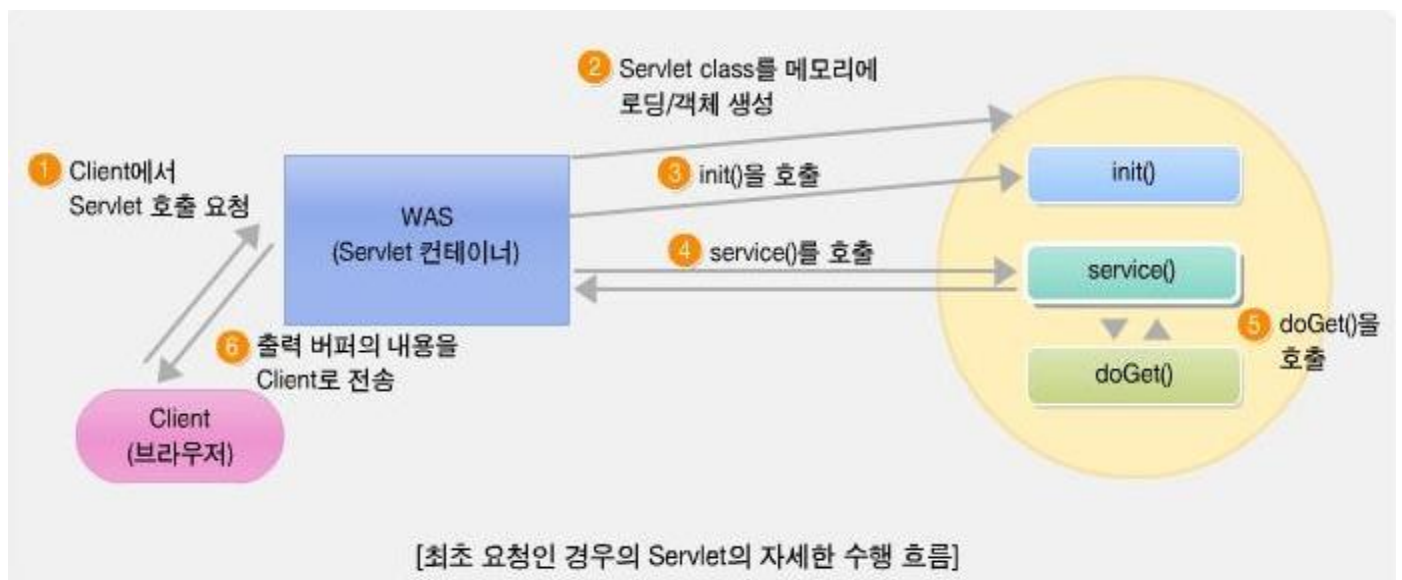 2 Servlet class를 메모리에
로딩/객체 생성
1 Client에서
Servlet 호출 요청
3 init()을 호출
init()
WAS
(Servlet 컨테이너)
4 service()를 호출
service()
5 doGet()을
호출
doGet()
6 출력 버퍼의 내용을
Client로 전송
Client
(브라우저)
[최초 요청인 경우의 Servlet의 자세한 수행 흐름]